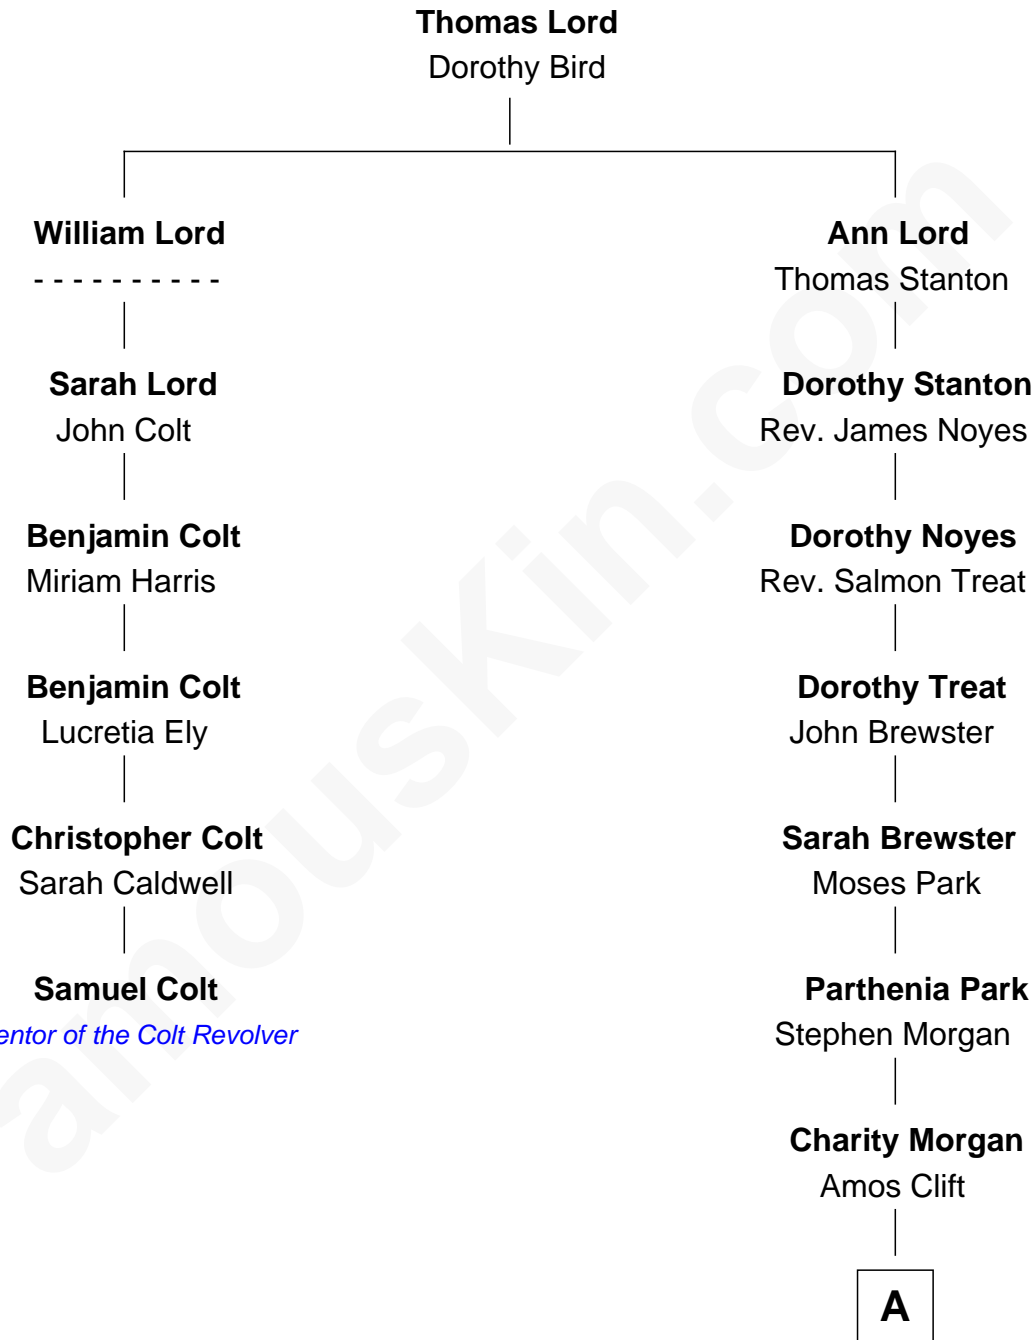 Thomas Lord
Dorothy Bird
William Lord
- - - - - - - - - -
Sarah Lord
John Colt
Benjamin Colt
Miriam Harris
Benjamin Colt
Lucretia Ely
Christopher Colt
Sarah Caldwell
Samuel Colt
entor of the Colt Revolver
Ann Lord
Thomas Stanton
Dorothy Stanton
Rev. James Noyes
Dorothy Noyes
Rev. Salmon Treat
Dorothy Treat
John Brewster
Sarah Brewster
Moses Park
Parthenia Park
Stephen Morgan
Charity Morgan
Amos Clift
A
amouskin.com